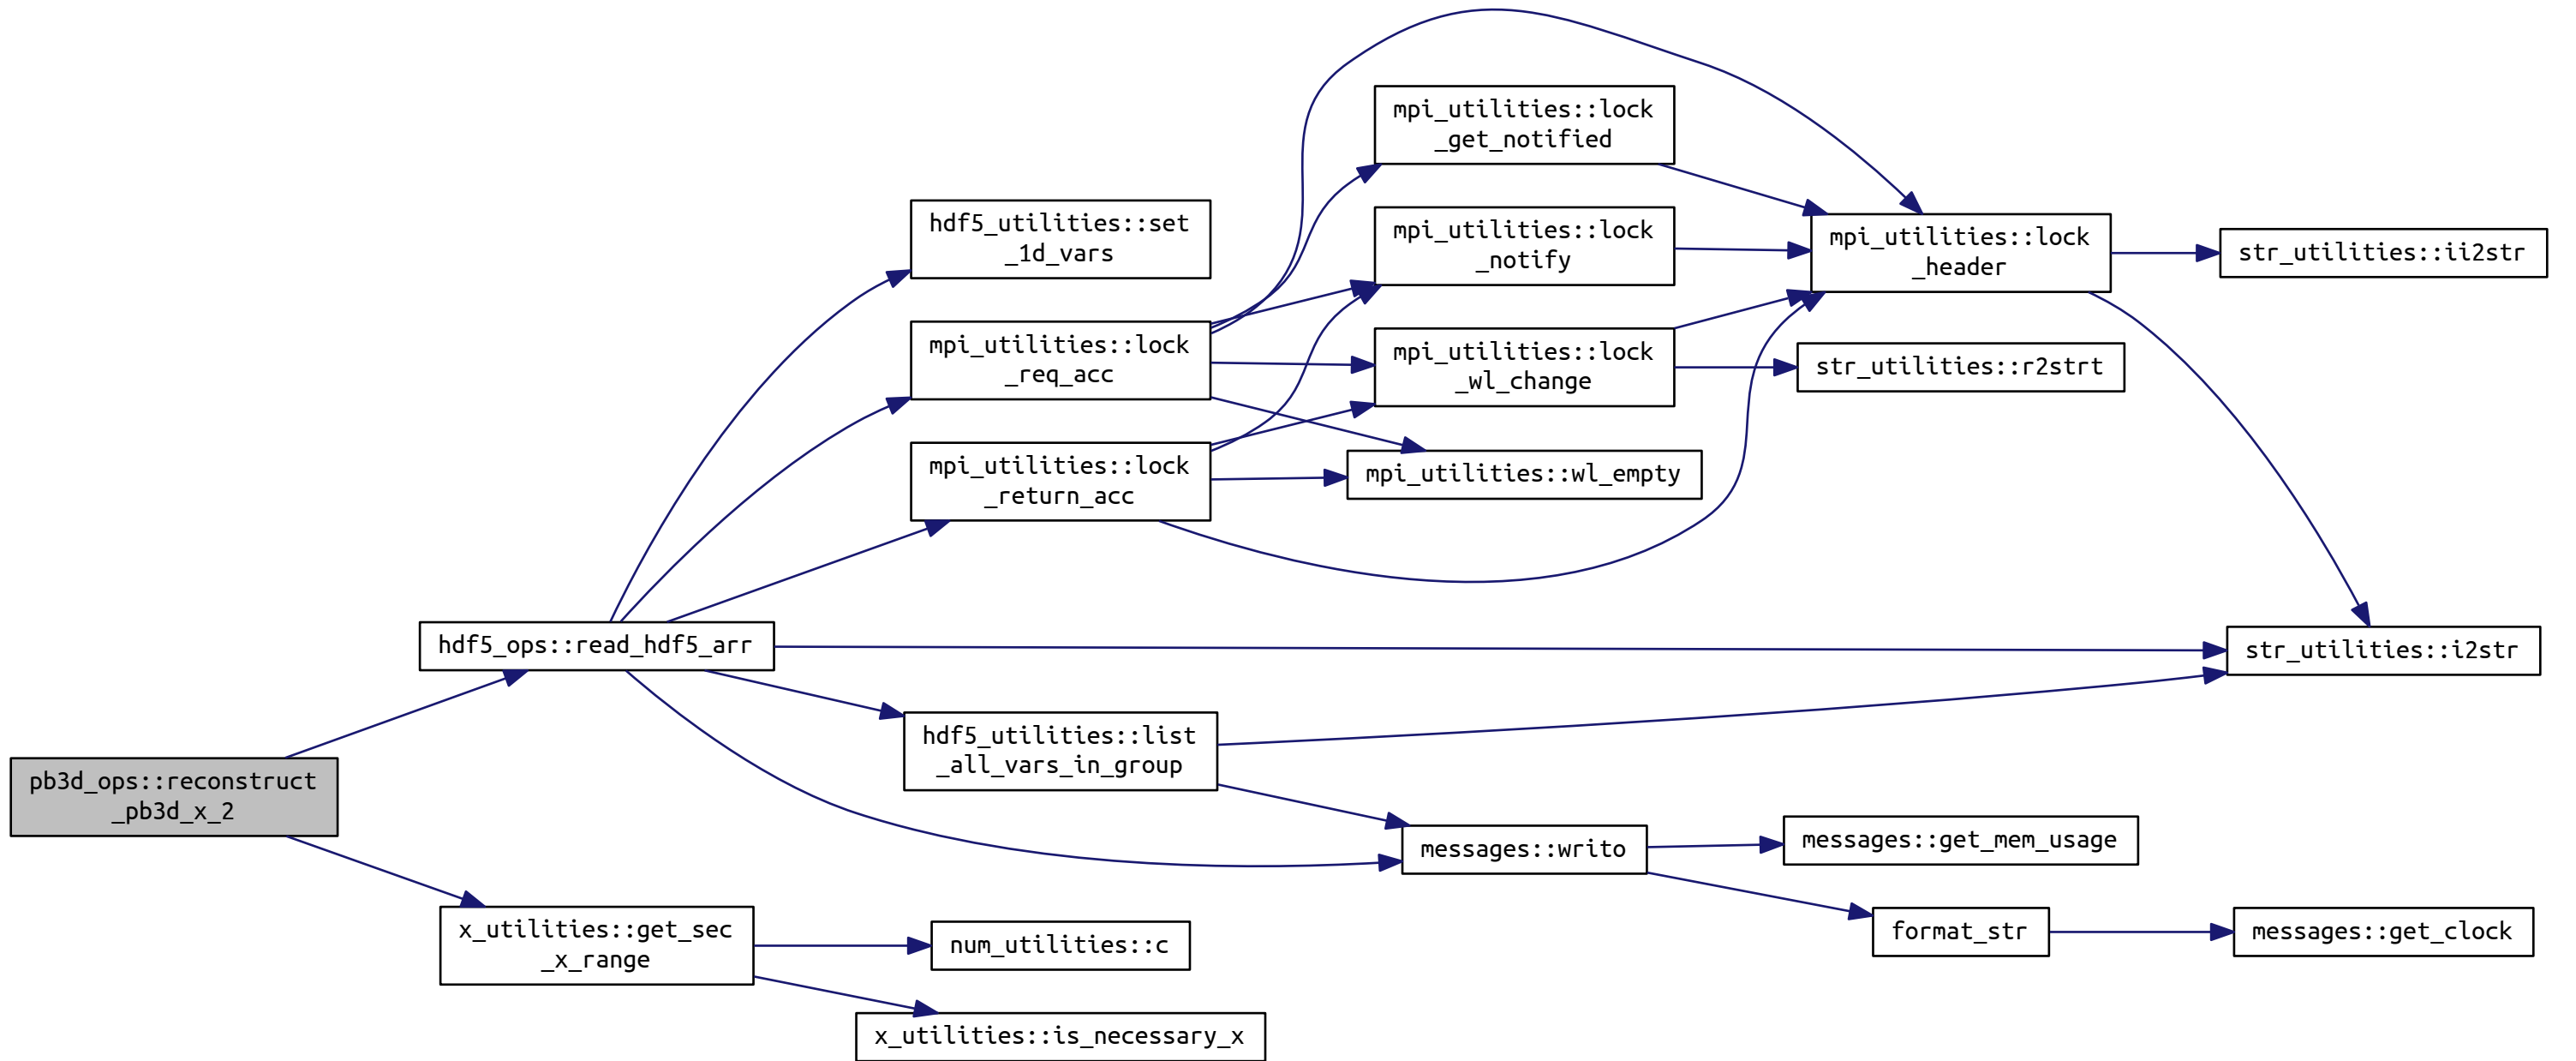 pb3d_ops::reconstruct
_pb3d_x_2
hdf5_ops::read_hdf5_arr
x_utilities::get_sec
_x_range
hdf5_utilities::set
_1d_vars
mpi_utilities::lock
_req_acc
mpi_utilities::lock
_return_acc
hdf5_utilities::list
_all_vars_in_group
num_utilities::c
x_utilities::is_necessary_x
mpi_utilities::lock
_get_notified
mpi_utilities::lock
_notify
mpi_utilities::lock
_wl_change
mpi_utilities::wl_empty
messages::writo
mpi_utilities::lock
_header
str_utilities::r2strt
messages::get_mem_usage
format_str
str_utilities::ii2str
str_utilities::i2str
messages::get_clock